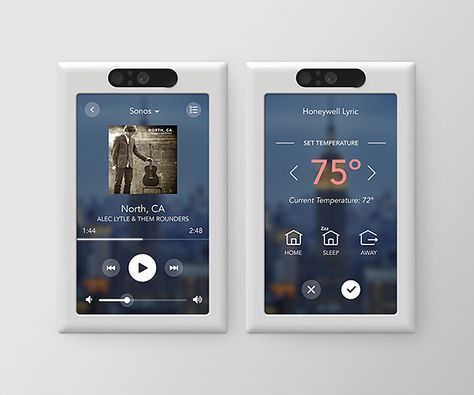 Sonos
NORTH, CA
North, CA
ALEC LYTLE & THEM ROUNDERS
1:44
2:48
Honeywell Lyric
SET TEMPERATURE
75°
Current Temperature: 72°
HOME
Zzz
SLEEP
AWAY